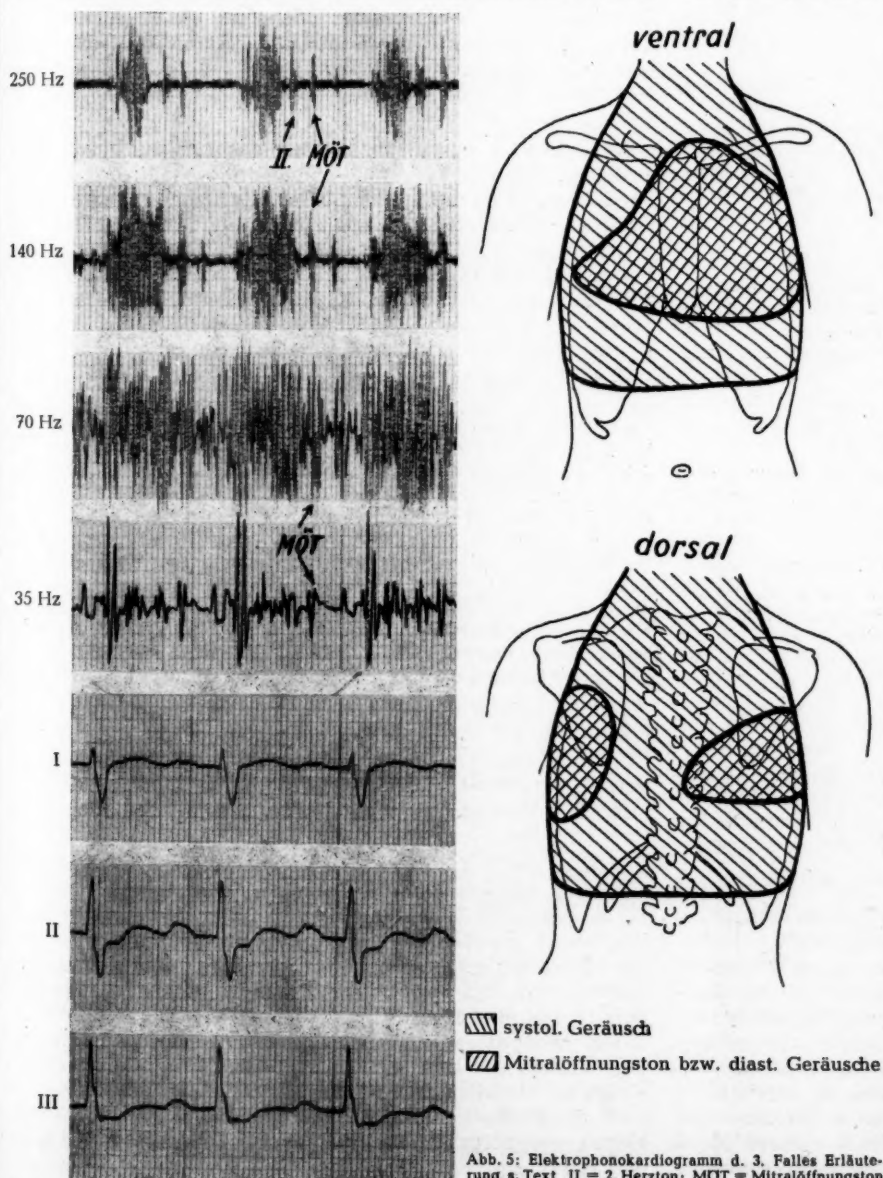 250 Hz
II. MÖT
140 Hz
70 Hz
MÖT
35 Hz
I
II
III
ventral
dorsal
systol. Geräusch
Mitralöffnungston bzw. diast. Geräusche
Abb. 5: Elektrophonokardiogramm d. 3. Falles Erläute-
rung s. Text. II = 2. Herzton; MÖT = Mitralöffnungston